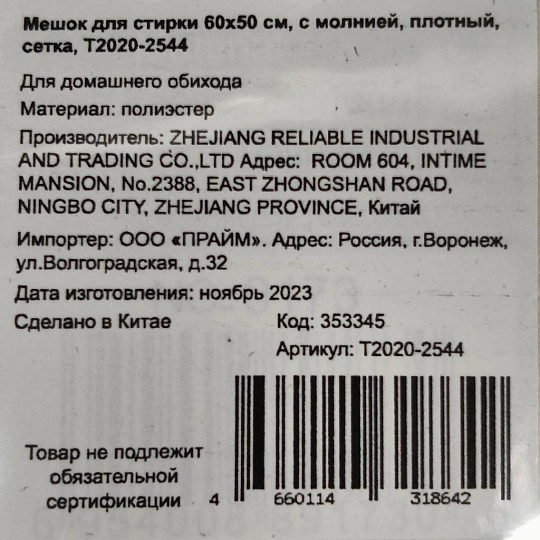 Мешок для стирки 60х50 см, с молнией, плотный,
сетка, Т2020-2544
Для домашнего обихода
Материал: полиэстер
Производитель: ZHEJIANG RELIABLE INDUSTRIAL
AND TRADING CO.,LTD Адрес: ROOM 604, INTIME
MANSION, No.2388, EAST ZHONGSHAN ROAD,
NINGBO CITY, ZHEJIANG PROVINCE, Китай
Импортер: ООО «ПРАЙМ». Адрес: Россия, г.Воронеж,
ул.Волгоградская, д.32
Дата изготовления: ноябрь 2023
Сделано в Китае
Код: 353345
Артикул: Т2020-2544
Товар не подлежит
обязательной
сертификации
4 660114 318642